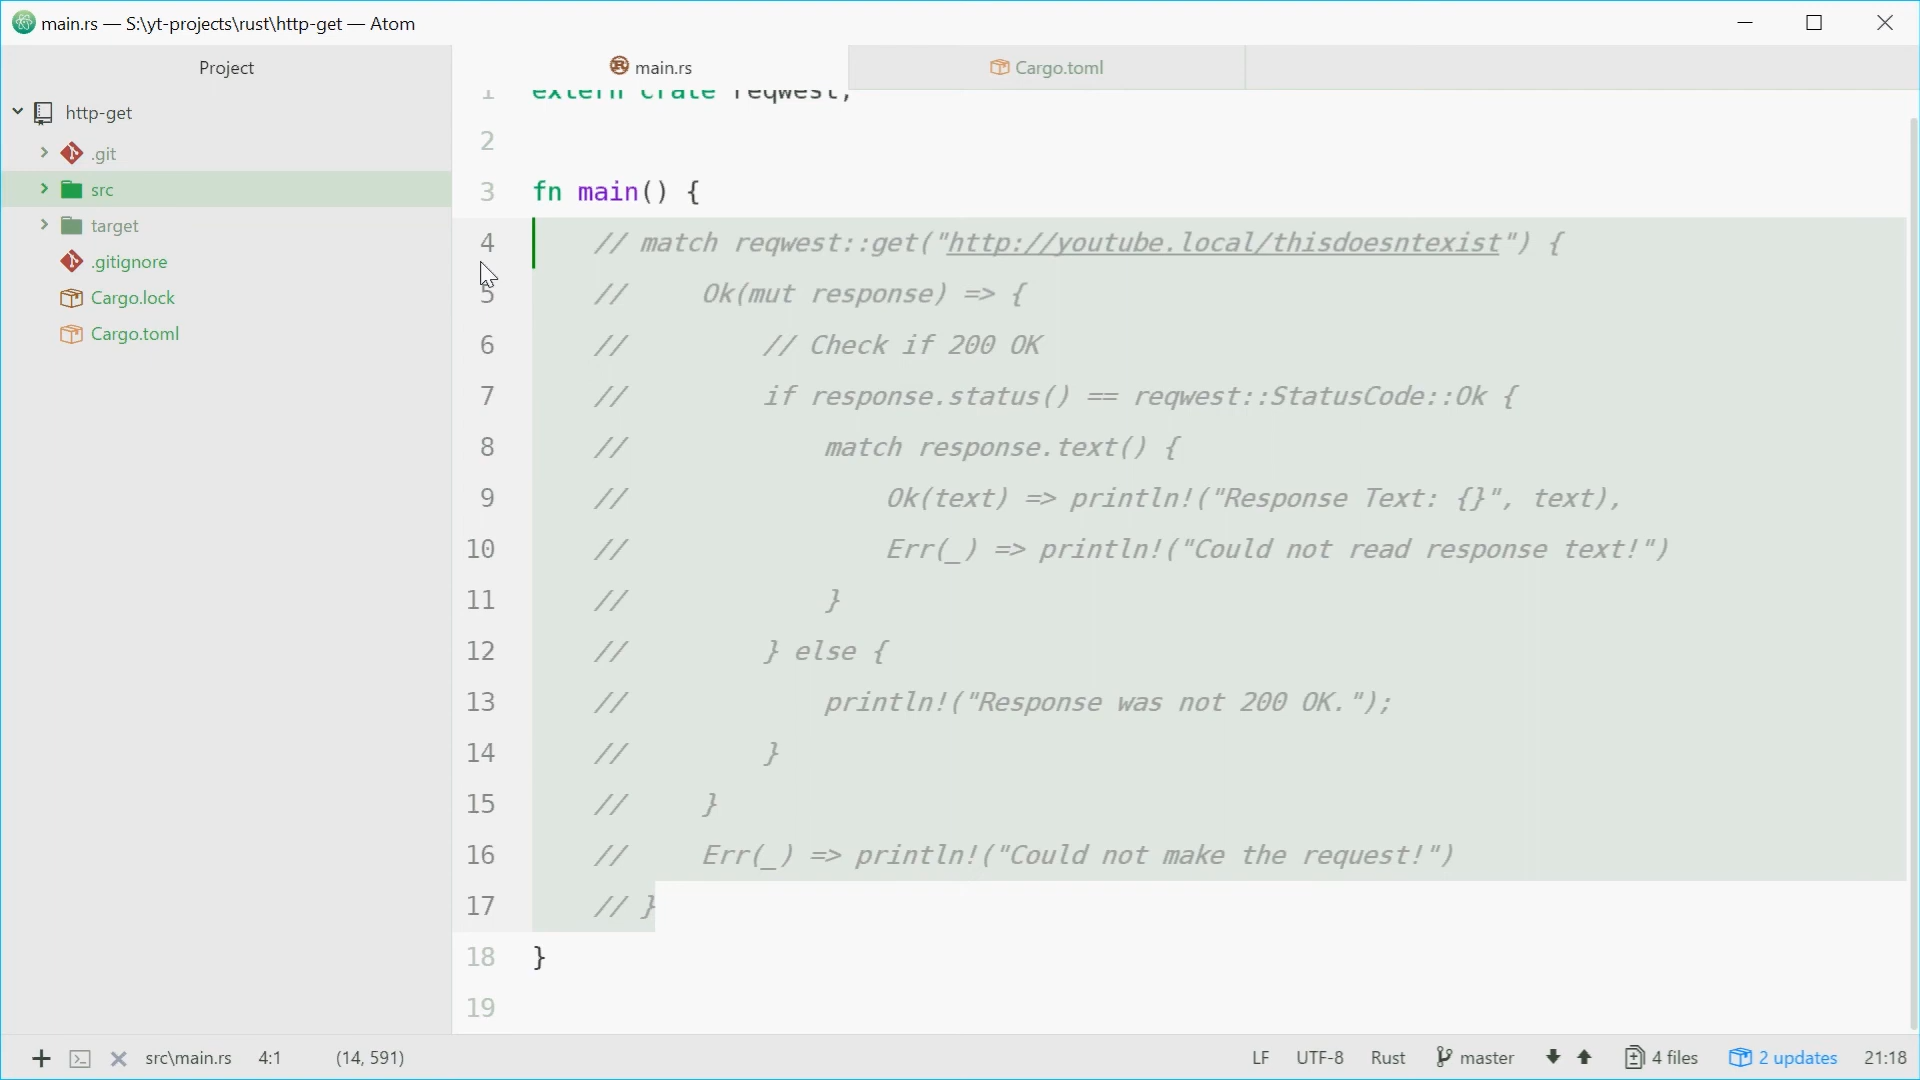 main.rs — S:\yt-projects\rust\http-get — Atom
Project
main.rs
Cargo.toml
http-get
.git
src
target
.gitignore
Cargo.lock
Cargo.toml
1 extern crate reqwest;
2
3 fn main() {
4 // match reqwest::get("http://youtube.local/thisdoesntexist") {
5 // Ok(mut response) => {
6 // // Check if 200 OK
7 // if response.status() == reqwest::StatusCode::Ok {
8 // match response.text() {
9 // Ok(text) => println!("Response Text: {}", text),
10 // Err(_) => println!("Could not read response text!")
11 // }
12 // } else {
13 // println!("Response was not 200 OK.");
14 // }
15 // }
16 // Err(_) => println!("Could not make the request!")
17 // }
18 }
19
src\main.rs 4:1 (14, 591) LF UTF-8 Rust master 4 files 2 updates 21:18